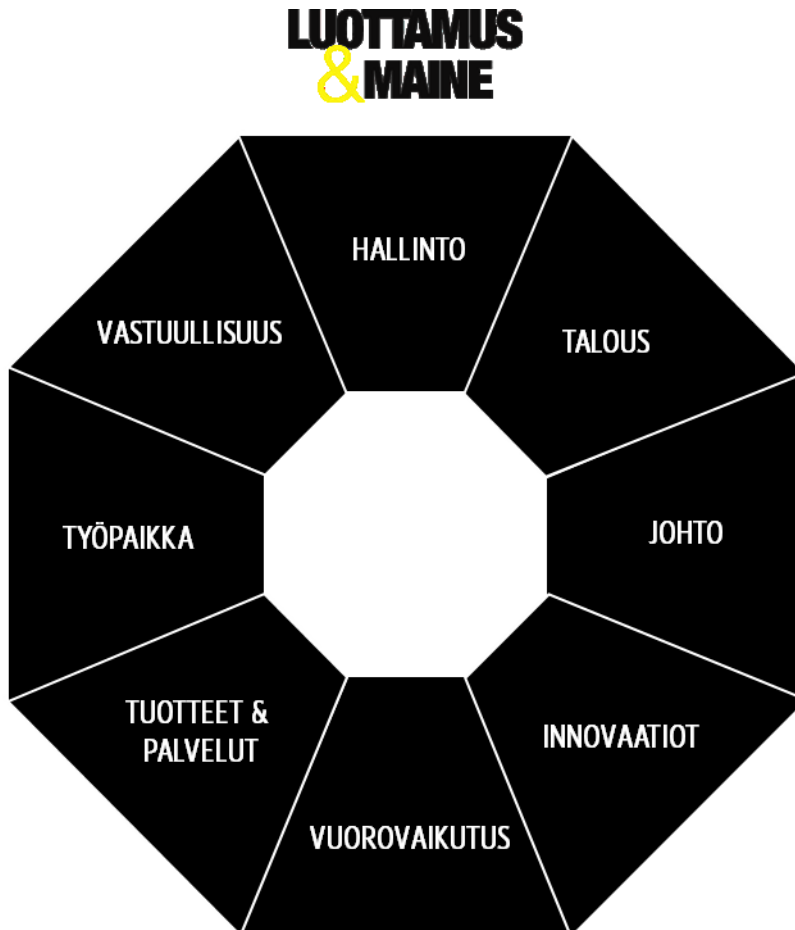 LUOTTAMUS
&MAINE
HALLINTO
VASTUULLISUUS
TALOUS
TYÖPAIKKA
JOHTO
TUOTTEET &
PALVELUT
INNOVAATIOT
VUOROVAIKUTUS